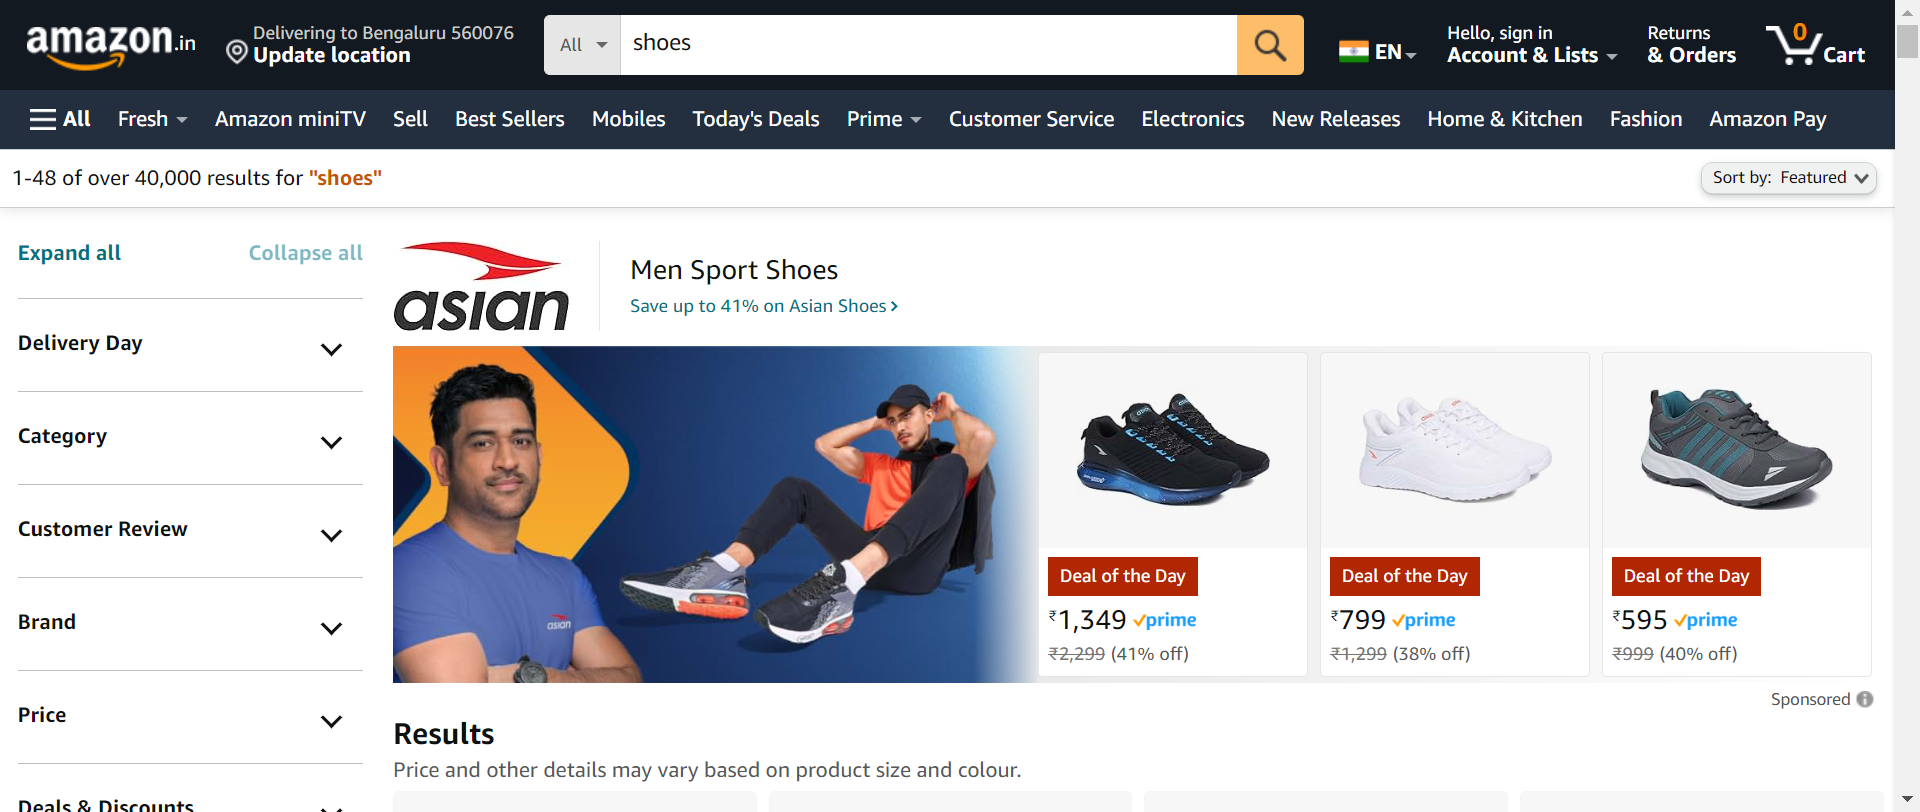 amazon.in
Delivering to Bengaluru 560076
Update location
All
shoes
EN
Hello, sign in
Account & Lists
Returns
& Orders
0
Cart
All
Fresh
Amazon miniTV
Sell
Best Sellers
Mobiles
Today's Deals
Prime
Customer Service
Electronics
New Releases
Home & Kitchen
Fashion
Amazon Pay
1-48 of over 40,000 results for "shoes"
Sort by: Featured
Expand all
Collapse all
Delivery Day
Category
Customer Review
Brand
Price
Deals & Discounts
asian
Men Sport Shoes
Save up to 41% on Asian Shoes
asian
Deal of the Day
₹1,349 prime
₹2,299 (41% off)
Deal of the Day
₹799 prime
₹1,299 (38% off)
Deal of the Day
₹595 prime
₹999 (40% off)
Sponsored
Results
Price and other details may vary based on product size and colour.